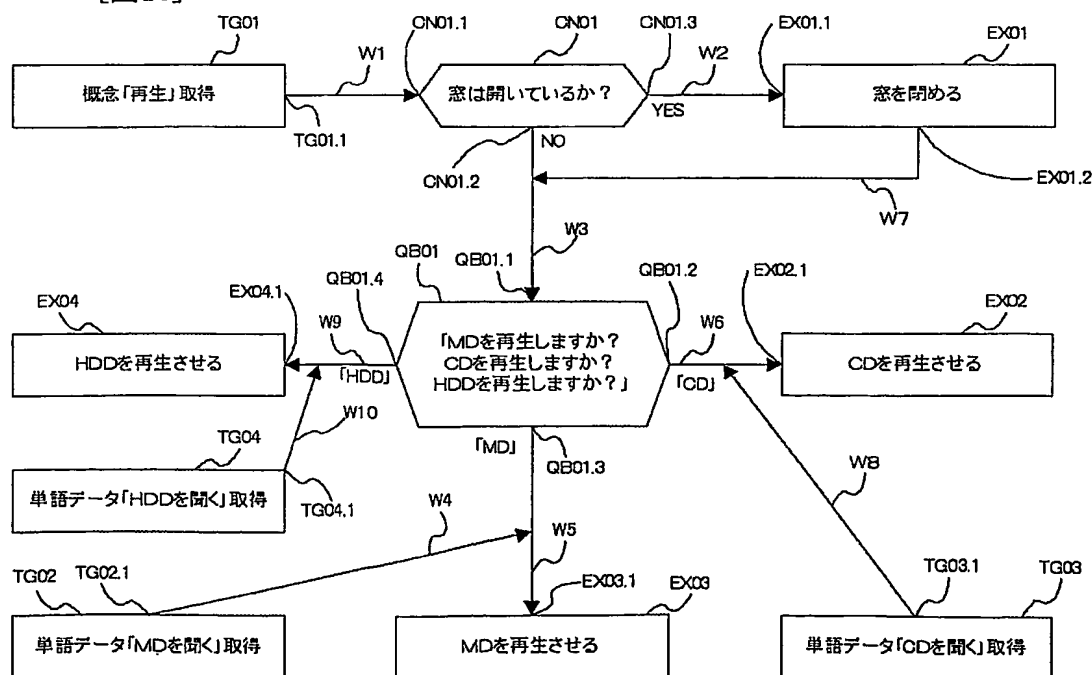 TG01
CN01.1
CN01
CN01.3
EX01.1
EX01
W1
W2
概念「再生」取得
窓は開いているか?
YES
窓を閉める
TG01.1
NO
CN01.2
EX01.2
W7
W3
QB01
QB01.1
QB01.4
QB01.2
EX02.1
EX04
EX04.1
EX02
W9
W6
HDDを再生させる
「MDを再生しますか?
CDを再生しますか?
HDDを再生しますか?」
CDを再生させる
「HDD」
「CD」
W10
TG04
「MD」
QB01.3
W8
単語データ「HDDを聞く」取得
TG04.1
W4
W5
TG02
TG02.1
EX03.1
EX03
TG03.1
TG03
単語データ「MDを聞く」取得
MDを再生させる
単語データ「CDを聞く」取得